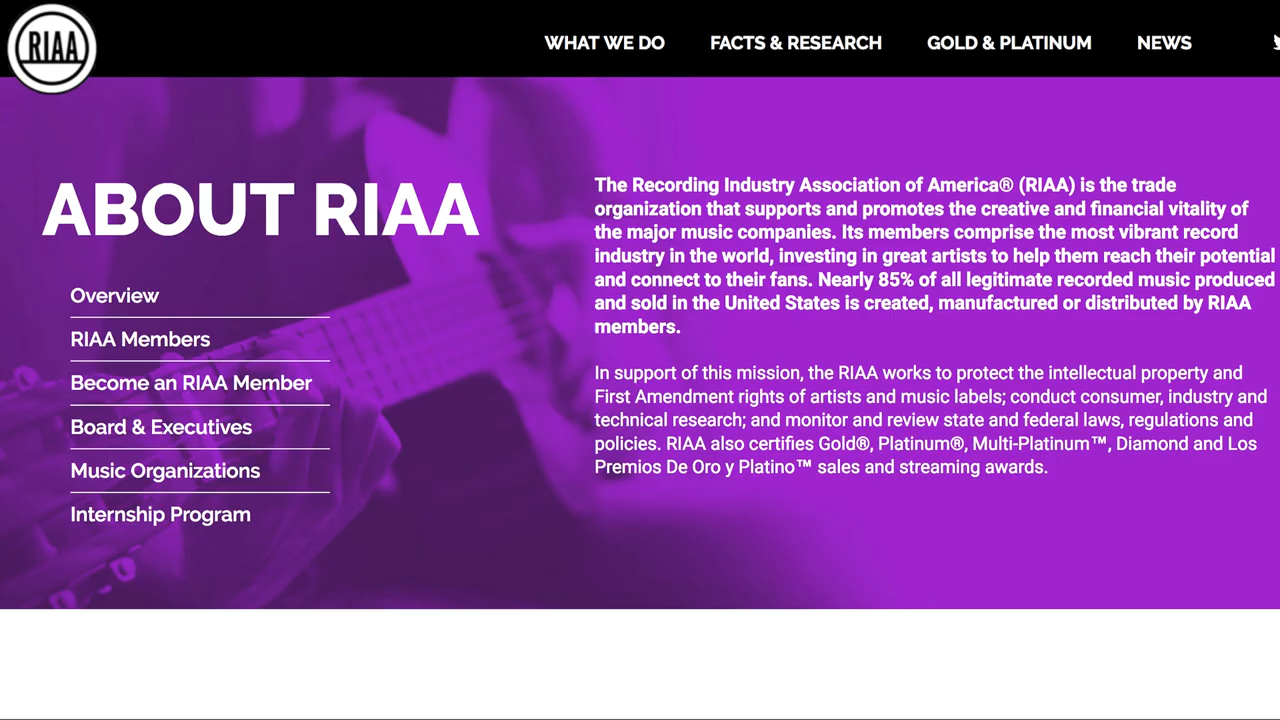 RIAA
WHAT WE DO
FACTS & RESEARCH
GOLD & PLATINUM
NEWS
ABOUT RIAA
Overview
RIAA Members
Become an RIAA Member
Board & Executives
Music Organizations
Internship Program
The Recording Industry Association of America® (RIAA) is the trade
organization that supports and promotes the creative and financial vitality of
the major music companies. Its members comprise the most vibrant record
industry in the world, investing in great artists to help them reach their potential
and connect to their fans. Nearly 85% of all legitimate recorded music produced
and sold in the United States is created, manufactured or distributed by RIAA
members.
In support of this mission, the RIAA works to protect the intellectual property and
First Amendment rights of artists and music labels; conduct consumer, industry and
technical research; and monitor and review state and federal laws, regulations and
policies. RIAA also certifies Gold®, Platinum®, Multi-Platinum™, Diamond and Los
Premios De Oro y Platino™ sales and streaming awards.